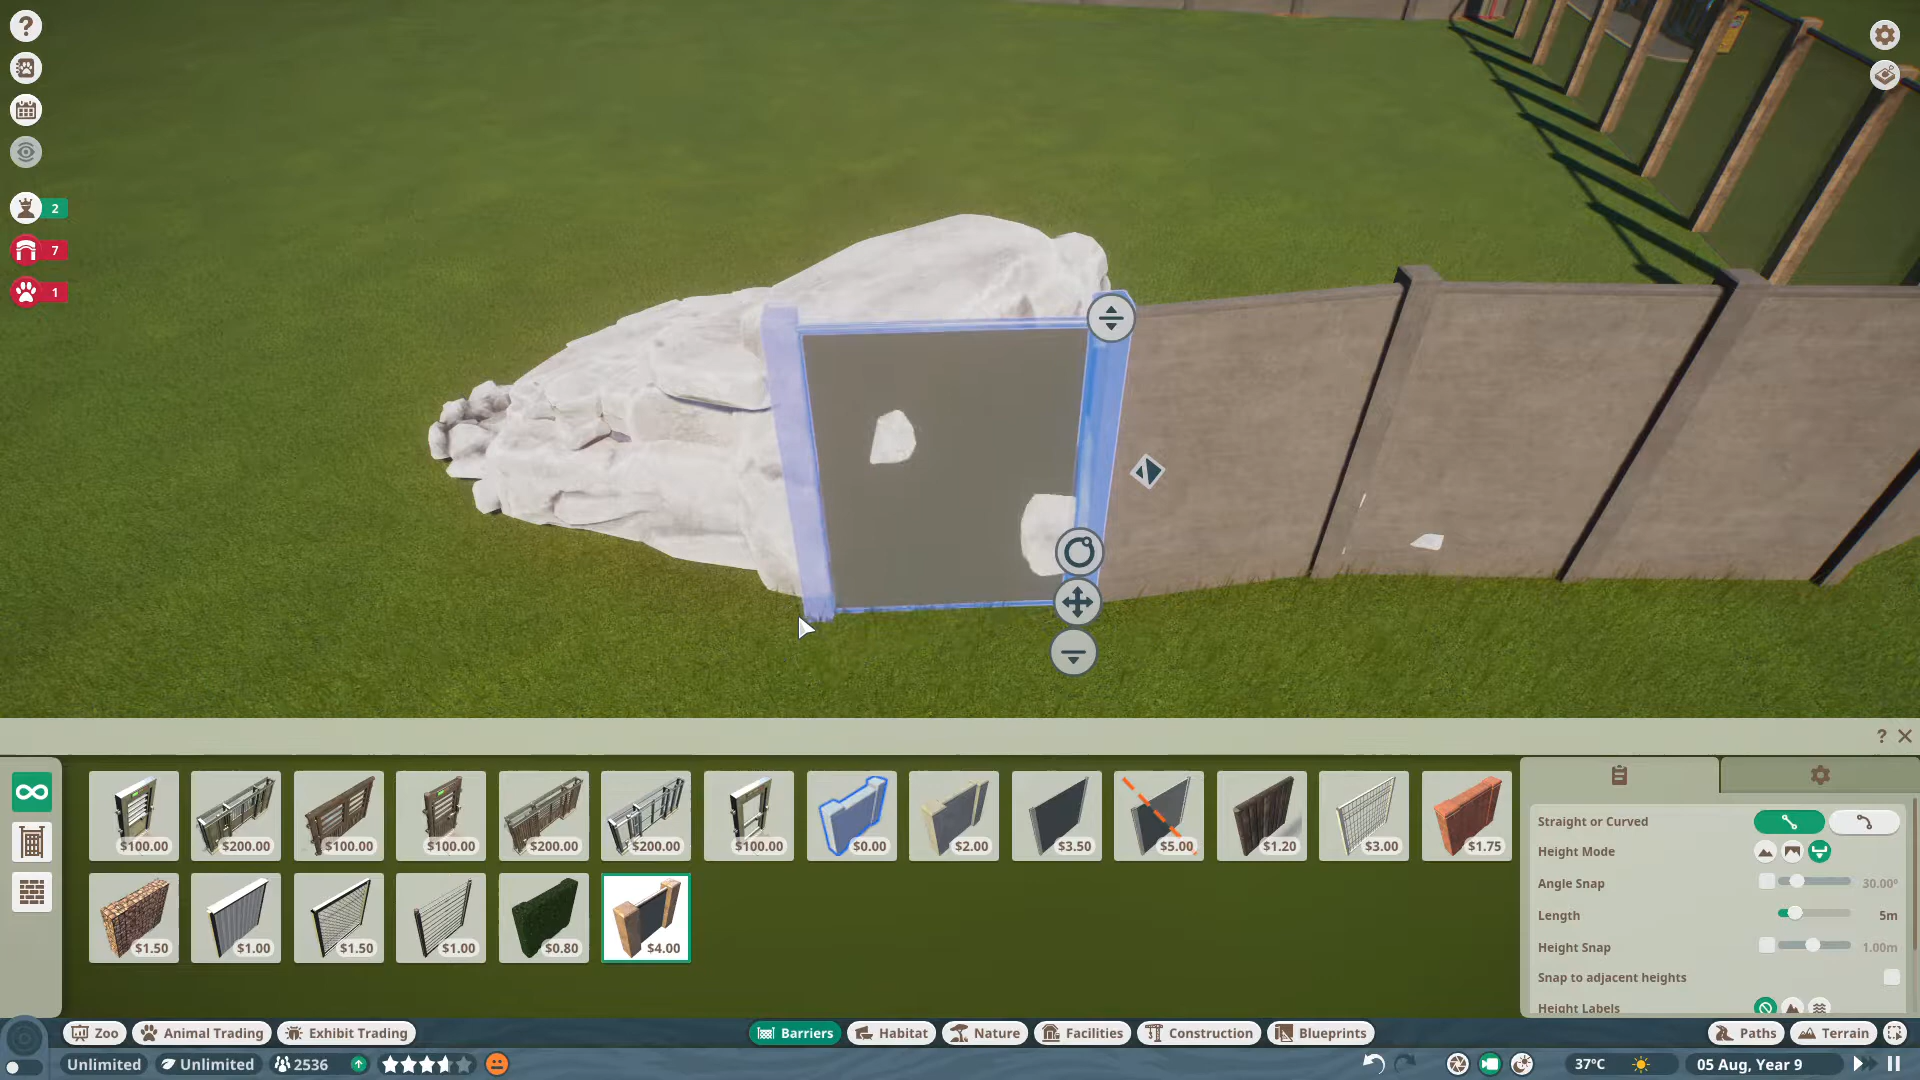 ?
2
7
1
?
$100.00 $200.00 $100.00 $100.00 $200.00 $200.00 $100.00 $0.00 $2.00 $3.50 $5.00 $1.20 $3.00 $1.75
$1.50 $1.00 $1.50 $1.00 $0.80 $4.00
Straight or Curved
Height Mode
Angle Snap 30.00°
Length 5m
Height Snap 1.00m
Snap to adjacent heights
Height Labels
Zoo Animal Trading Exhibit Trading Barriers Habitat Nature Facilities Construction Blueprints Paths Terrain
Unlimited Unlimited 2536 37°C 05 Aug, Year 9